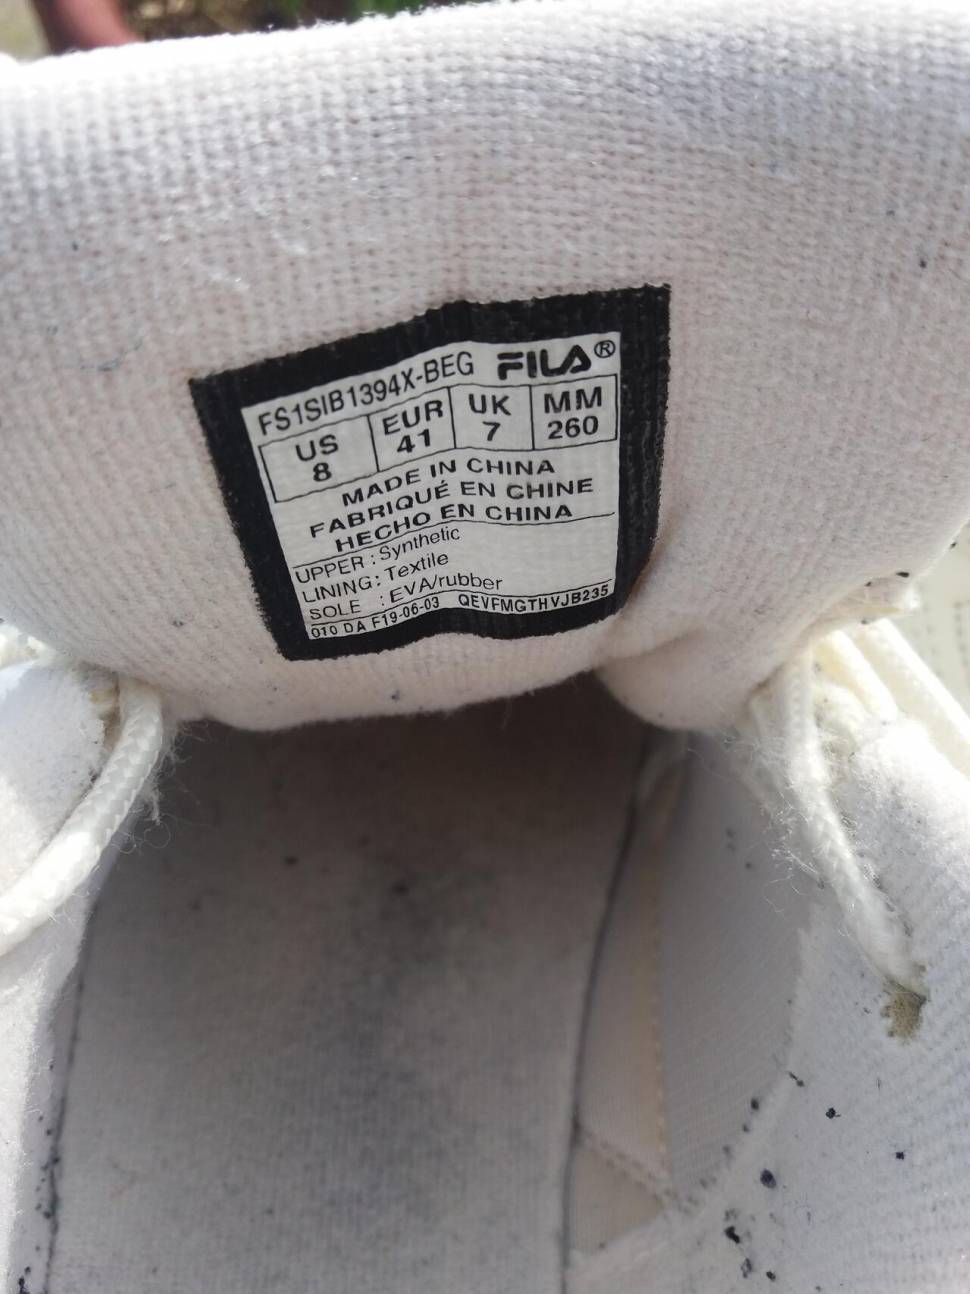 FS1SIB1394X-BEG FILA®
US EUR UK MM
8 41 7 260
MADE IN CHINA
FABRIQUÉ EN CHINE
HECHO EN CHINA
UPPER : Synthetic
LINING : Textile
SOLE : EVA/rubber
010 DA F19-06-03 QEVFMGTHVJB235